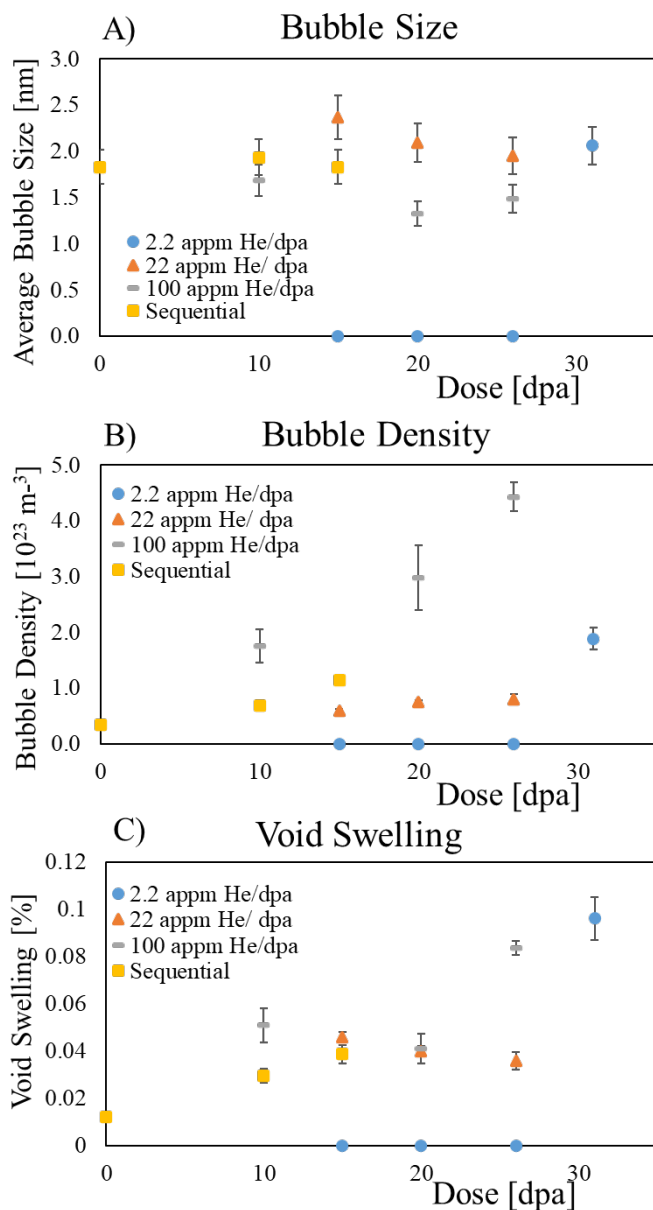 A) Bubble Size
Average Bubble Size [nm]
3.0
2.5
2.0
1.5
1.0
0.5
0.0
2.2 appm He/dpa
22 appm He/ dpa
100 appm He/dpa
Sequential
0 10 20 30
Dose [dpa]
B) Bubble Density
Bubble Density [10²³ m-³]
5.0
4.0
3.0
2.0
1.0
0.0
2.2 appm He/dpa
22 appm He/ dpa
100 appm He/dpa
Sequential
0 10 20 30
Dose [dpa]
C) Void Swelling
Void Swelling [%]
0.12
0.1
0.08
0.06
0.04
0.02
0
2.2 appm He/dpa
22 appm He/ dpa
100 appm He/dpa
Sequential
0 10 20 30
Dose [dpa]